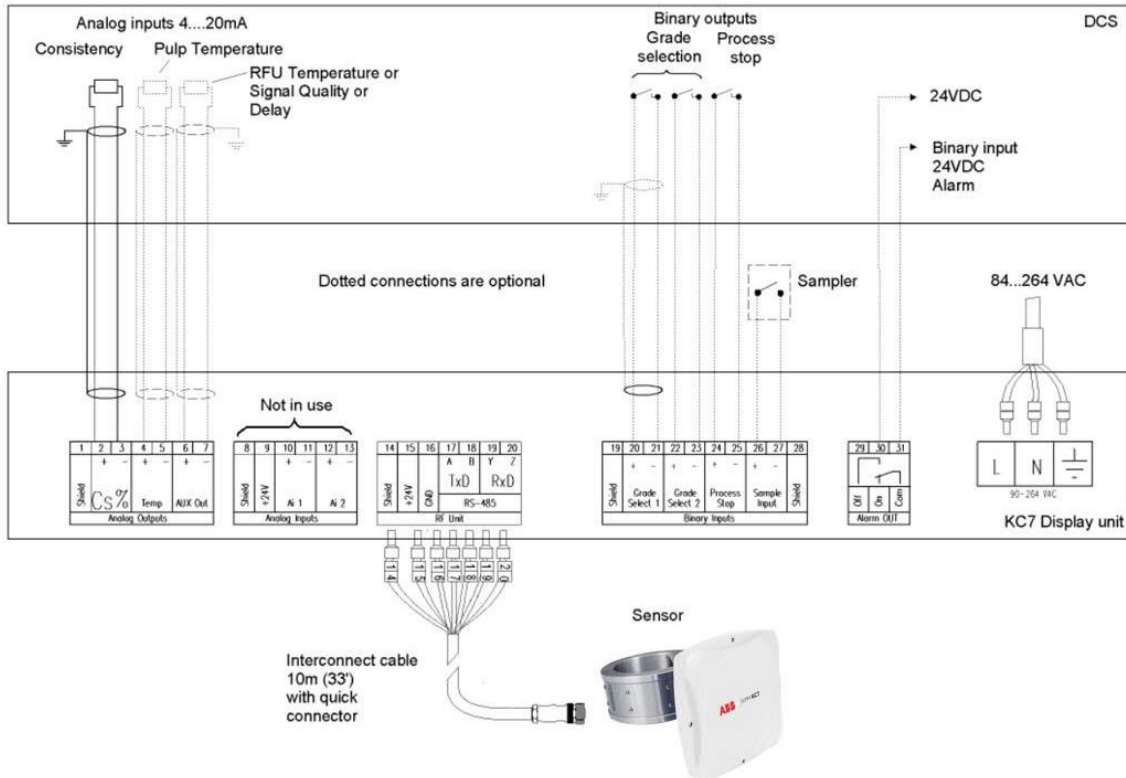 Analog inputs 4....20mA
Consistency
Pulp Temperature
RFU Temperature or
Signal Quality or
Delay
Binary outputs
Grade
selection
Process
stop
DCS
24VDC
Binary input
24VDC
Alarm
Dotted connections are optional
Sampler
84...264 VAC
Not in use
1 2 3 4 5 6 7
Shield + - + - + -
Cs% Temp AUX Out
Analog Outputs
8 9 10 11 12 13
Shield +24V + - + -
Ai 1 Ai 2
Analog Inputs
14 15 16 17 18 19 20
Shield +24V GND A B Y Z
TxD RxD
RS-485
RF Unit
19 20 21 22 23 24 25 26 27 28
Shield + - + - + - + - Shield
Grade Grade Process Sample
Select 1 Select 2 Stop Input
Binary Inputs
29 30 31
Off On Com
Alarm OUT
L N
90-264 VAC
KC7 Display unit
14 15 16 17 18 19 20
Sensor
Interconnect cable
10m (33')
with quick
connector
ABB KC7